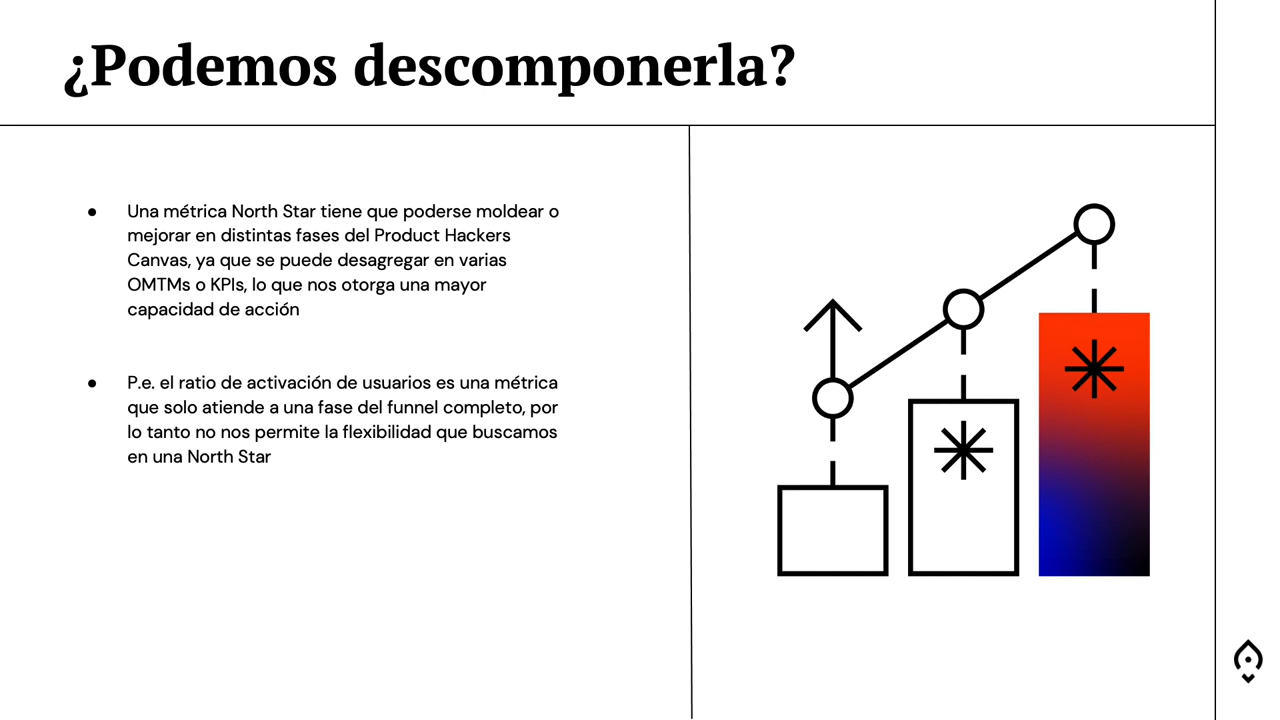 ¿Podemos descomponerla?
● Una métrica North Star tiene que poderse moldear o
mejorar en distintas fases del Product Hackers
Canvas, ya que se puede desagregar en varias
OMTMs o KPIs, lo que nos otorga una mayor
capacidad de acción
● P.e. el ratio de activación de usuarios es una métrica
que solo atiende a una fase del funnel completo, por
lo tanto no nos permite la flexibilidad que buscamos
en una North Star